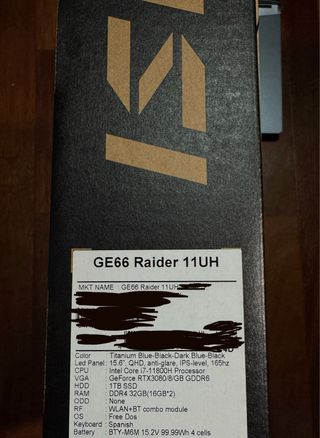 msi
GE66 Raider 11UH
MKT NAME : GE66 Raider 11UH
Color : Titanium Blue-Black-Dark Blue-Black
Led Panel : 15.6", QHD, anti-glare, IPS-level, 165hz
CPU : Intel Core i7-11800H Processor
VGA : GeForce RTX3080/8/GB GDDR6
HDD : 1TB SSD
RAM : DDR4 32GB(16GB*2)
ODD : None
RF : WLAN+BT combo module
OS : Free Dos
Keyboard : Spanish
Battery : BTY-M6M 15.2V 99.99Wh 4 cells